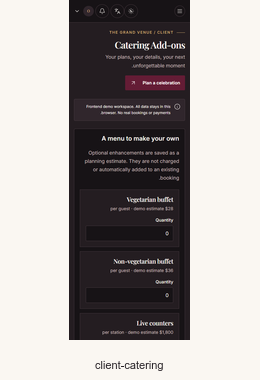 THE GRAND VENUE / CLIENT
Catering Add-ons
Your plans, your details, your next
.unforgettable moment
Plan a celebration
Frontend demo workspace. All data stays in this
.browser. No real bookings or payments
A menu to make your own
Optional enhancements are saved as a
planning estimate. They are not charged
or automatically added to an existing
.booking
Vegetarian buffet
per guest · demo estimate $28
Quantity
0
Non-vegetarian buffet
per guest · demo estimate $36
Quantity
0
Live counters
per station · demo estimate $1,800
client-catering